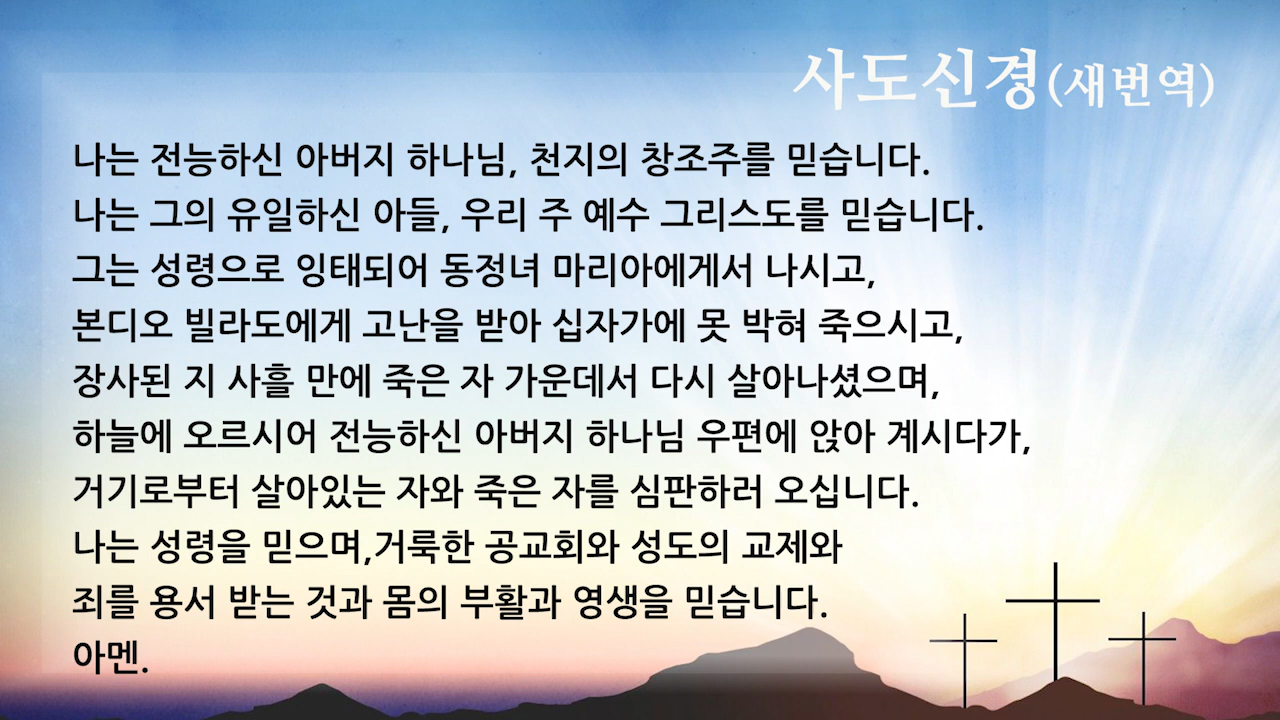 사도신경(새번역)
나는 전능하신 아버지 하나님, 천지의 창조주를 믿습니다.
나는 그의 유일하신 아들, 우리 주 예수 그리스도를 믿습니다.
그는 성령으로 잉태되어 동정녀 마리아에게서 나시고,
본디오 빌라도에게 고난을 받아 십자가에 못 박혀 죽으시고,
장사된 지 사흘 만에 죽은 자 가운데서 다시 살아나셨으며,
하늘에 오르시어 전능하신 아버지 하나님 우편에 앉아 계시다가,
거기로부터 살아있는 자와 죽은 자를 심판하러 오십니다.
나는 성령을 믿으며,거룩한 공교회와 성도의 교제와
죄를 용서 받는 것과 몸의 부활과 영생을 믿습니다.
아멘.